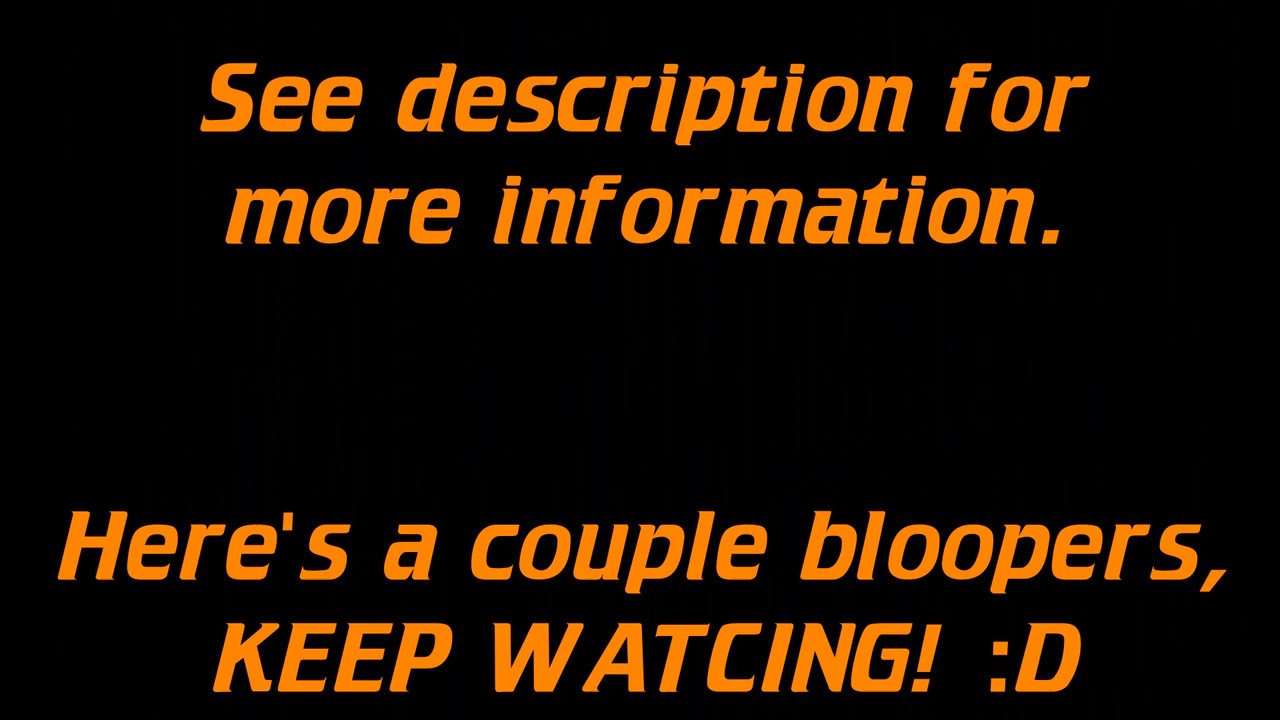 See description for
more information.
Here's a couple bloopers,
KEEP WATCING! :D